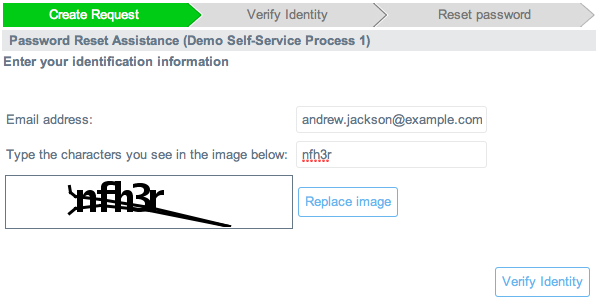 Create Request Verify Identity Reset password
Password Reset Assistance (Demo Self-Service Process 1)
Enter your identification information
Email address: andrew.jackson@example.com
Type the characters you see in the image below: nfh3r
nfh3r Replace image
Verify Identity